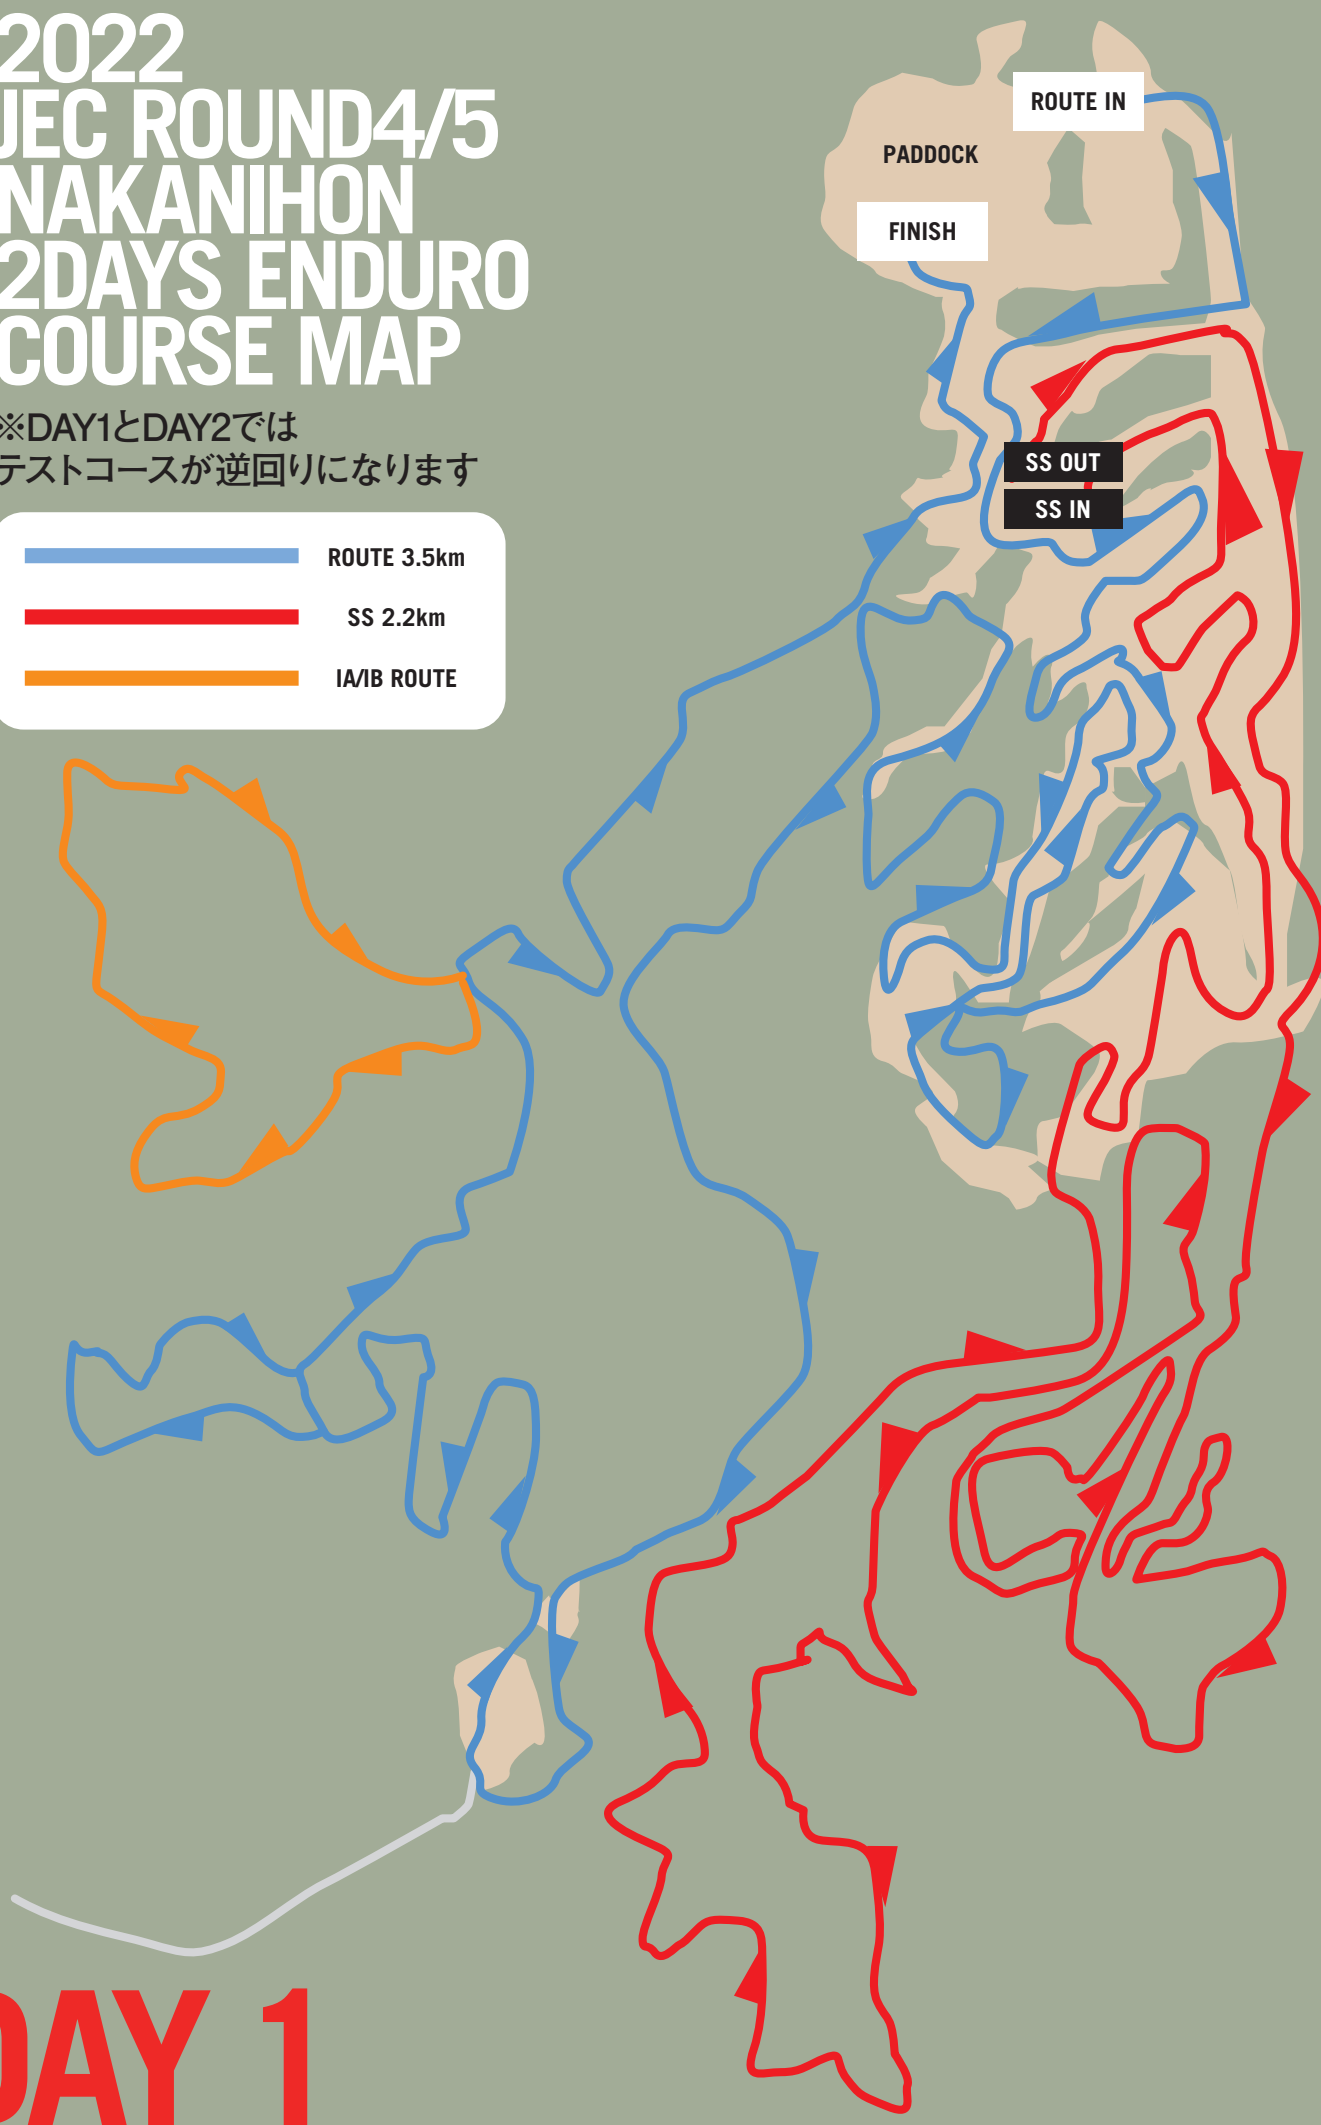 2022
JEC ROUND4/5
NAKANIHON
2DAYS ENDURO
COURSE MAP
※DAY1とDAY2では
テストコースが逆回りになります
ROUTE 3.5km
SS 2.2km
IA/IB ROUTE
ROUTE IN
PADDOCK
FINISH
SS OUT
SS IN
DAY 1